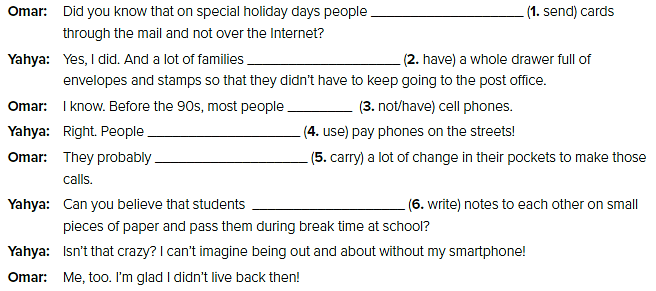 Omar: Did you know that on special holiday days people ______________________ (1. send) cards
through the mail and not over the Internet?
Yahya: Yes, I did. And a lot of families ______________________ (2. have) a whole drawer full of
envelopes and stamps so that they didn't have to keep going to the post office.
Omar: I know. Before the 90s, most people _________ (3. not/have) cell phones.
Yahya: Right. People ______________________ (4. use) pay phones on the streets!
Omar: They probably ______________________ (5. carry) a lot of change in their pockets to make those
calls.
Yahya: Can you believe that students ______________________ (6. write) notes to each other on small
pieces of paper and pass them during break time at school?
Yahya: Isn't that crazy? I can't imagine being out and about without my smartphone!
Omar: Me, too. I'm glad I didn't live back then!